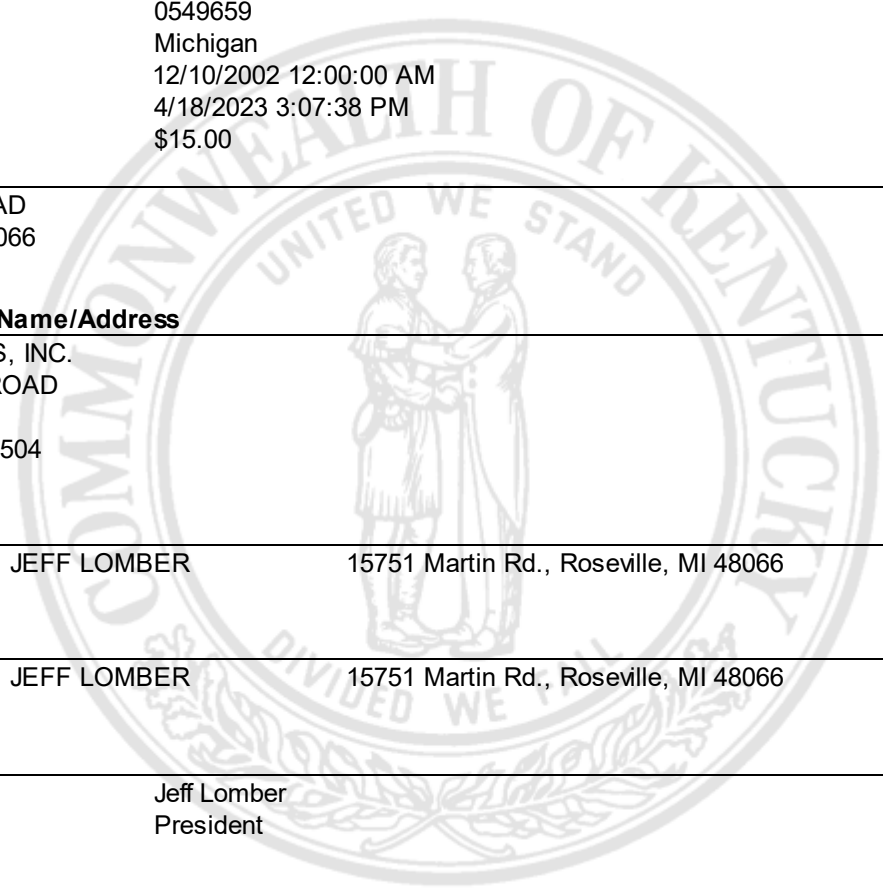 0549659
Michigan
12/10/2002 12:00:00 AM
4/18/2023 3:07:38 PM
$15.00
AD
066
Name/Address
S, INC.
ROAD
504
JEFF LOMBER 15751 Martin Rd., Roseville, MI 48066
JEFF LOMBER 15751 Martin Rd., Roseville, MI 48066
Jeff Lomber
President
COMMONWEALTH OF KENTUCKY
UNITED WE STAND
DIVIDED WE FALL